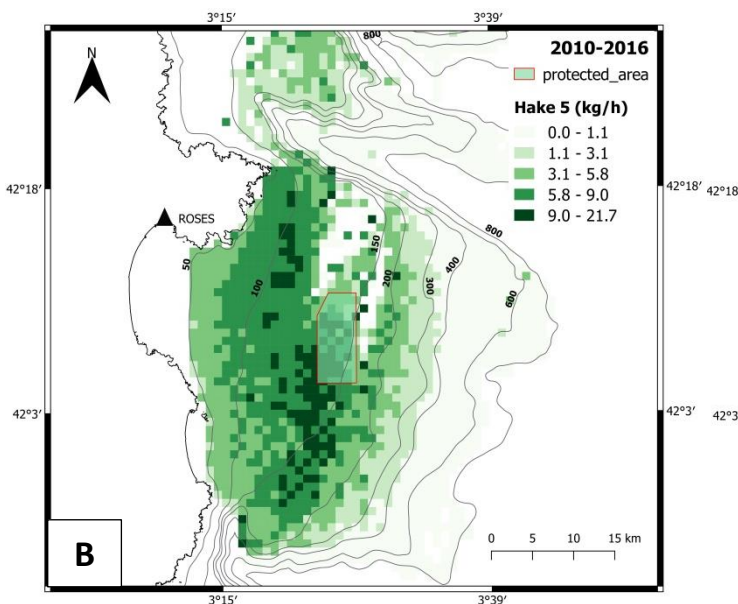 3°15′ 3°39′
800
N
2010-2016
protected_area
Hake 5 (kg/h)
0.0 - 1.1
1.1 - 3.1
3.1 - 5.8
5.8 - 9.0
9.0 - 21.7
42°18′ 42°18′ 42°18
ROSES
800
150
50
400
200
100
300
600
42°3′ 42°3′ 42°3
B
0 5 10 15 km
3°15′ 3°39′